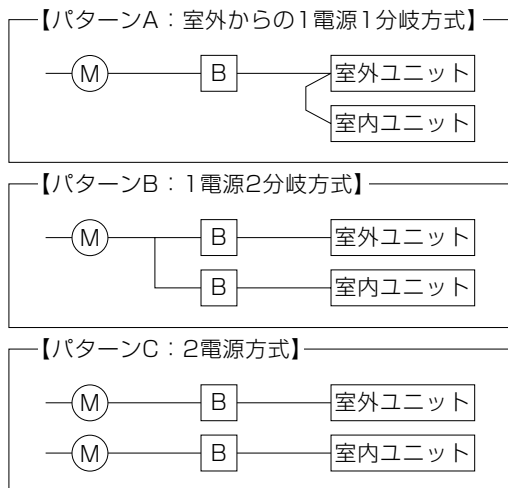 【パターンA:室外からの1電源1分岐方式】
M B 室外ユニット
室内ユニット
【パターンB:1電源2分岐方式】
M B 室外ユニット
B 室内ユニット
【パターンC:2電源方式】
M B 室外ユニット
M B 室内ユニット